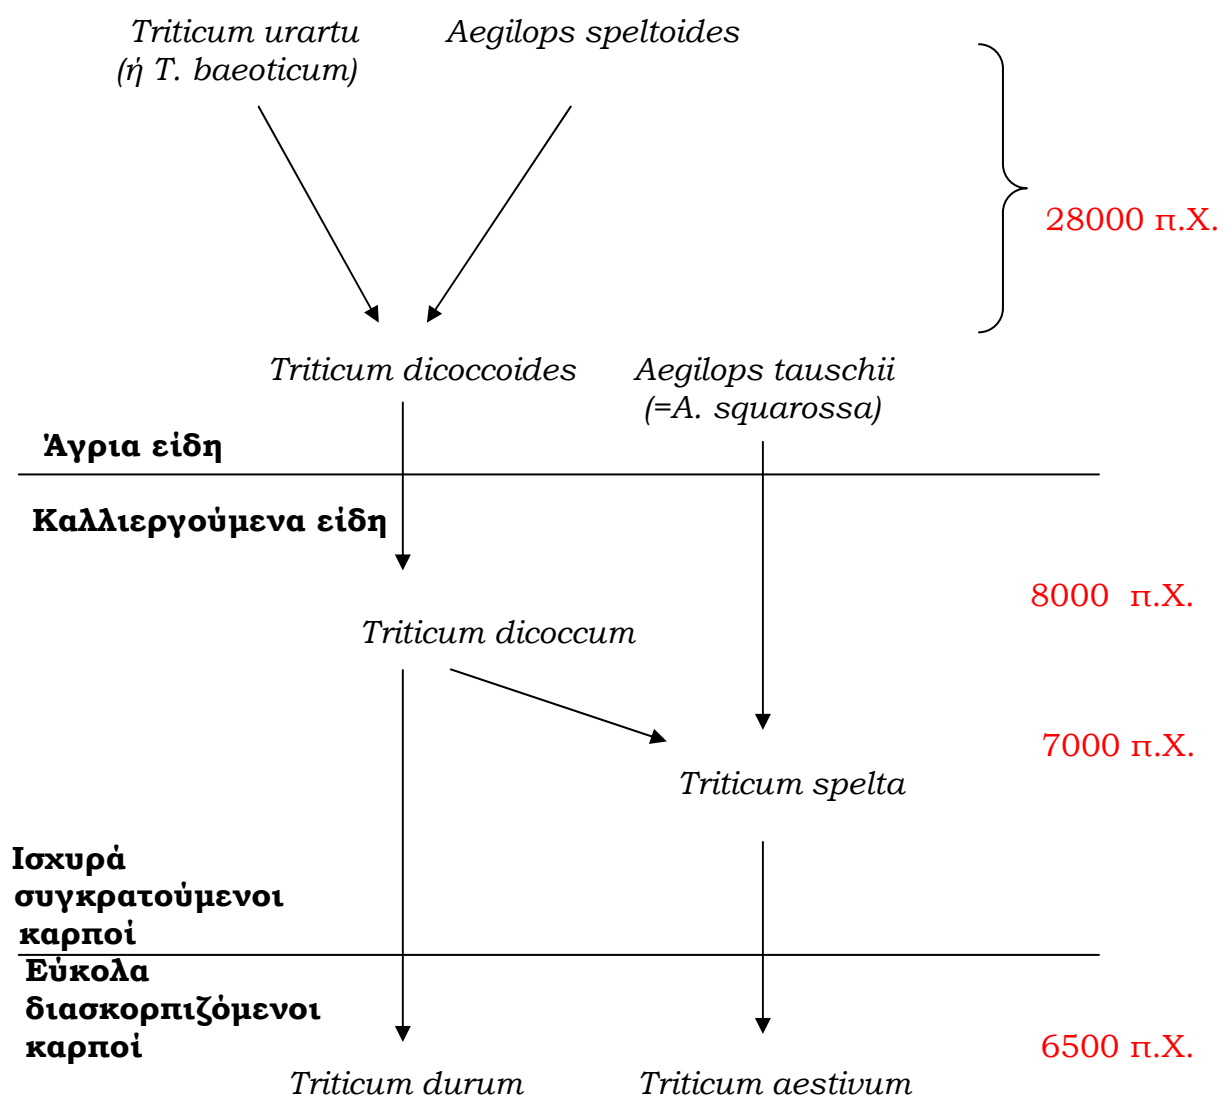 Triticum urartu
(ή T. baeoticum)
Aegilops speltoides
28000 π.Χ.
Triticum dicoccoides
Aegilops tauschii
(=A. squarossa)
Άγρια είδη
Καλλιεργούμενα είδη
8000 π.Χ.
Triticum dicoccum
7000 π.Χ.
Triticum spelta
Ισχυρά
συγκρατούμενοι
καρποί
Εύκολα
διασκορπιζόμενοι
καρποί
6500 π.Χ.
Triticum durum
Triticum aestivum